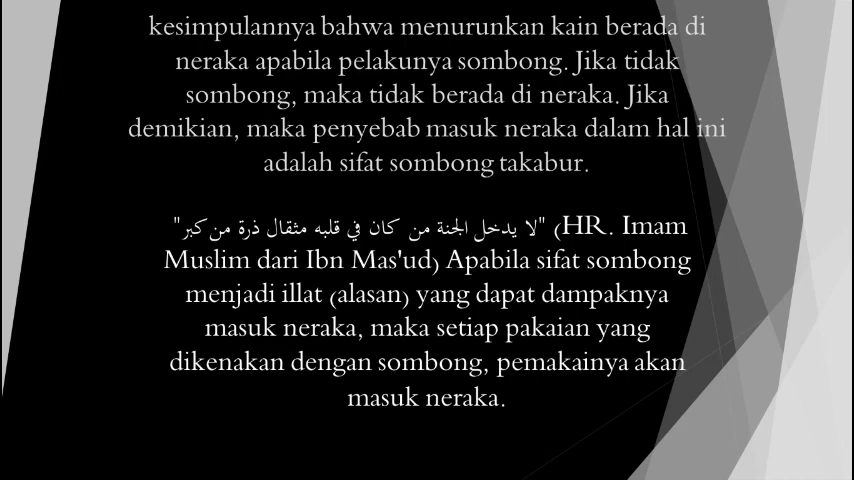 kesimpulannya bahwa menurunkan kain berada di
neraka apabila pelakunya sombong. Jika tidak
sombong, maka tidak berada di neraka. Jika
demikian, maka penyebab masuk neraka dalam hal ini
adalah sifat sombong takabur.
"لا يدخل الجنة من كان في قلبه مثقال ذرة من كبر" (HR. Imam
Muslim dari Ibn Mas'ud) Apabila sifat sombong
menjadi illat (alasan) yang dapat dampaknya
masuk neraka, maka setiap pakaian yang
dikenakan dengan sombong, pemakainya akan
masuk neraka.